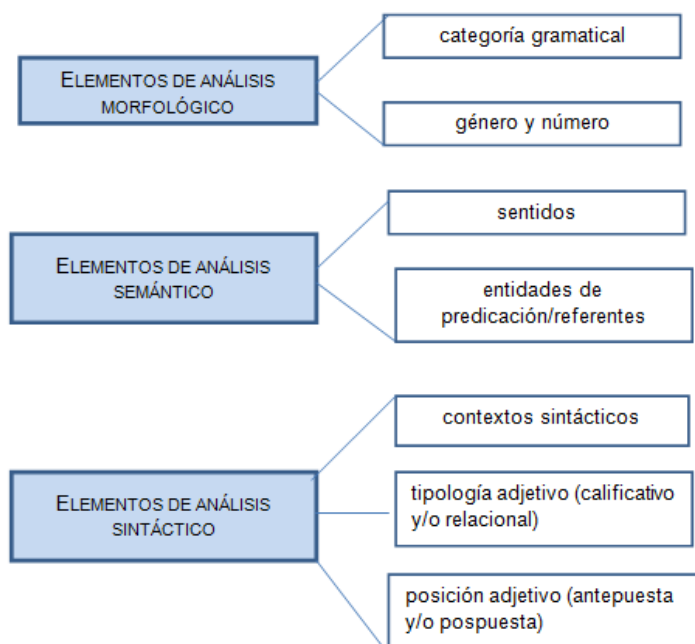 ELEMENTOS DE ANÁLISIS
MORFOLÓGICO
categoría gramatical
género y número
ELEMENTOS DE ANÁLISIS
SEMÁNTICO
sentidos
entidades de
predicación/referentes
ELEMENTOS DE ANÁLISIS
SINTÁCTICO
contextos sintácticos
tipología adjetivo (calificativo
y/o relacional)
posición adjetivo (antepuesta
y/o pospuesta)